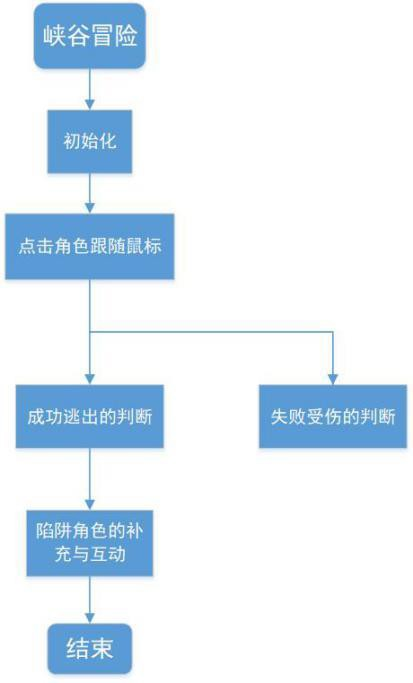 峡谷冒险
初始化
点击角色跟随鼠标
成功逃出的判断
失败受伤的判断
陷阱角色的补
充与互动
结束